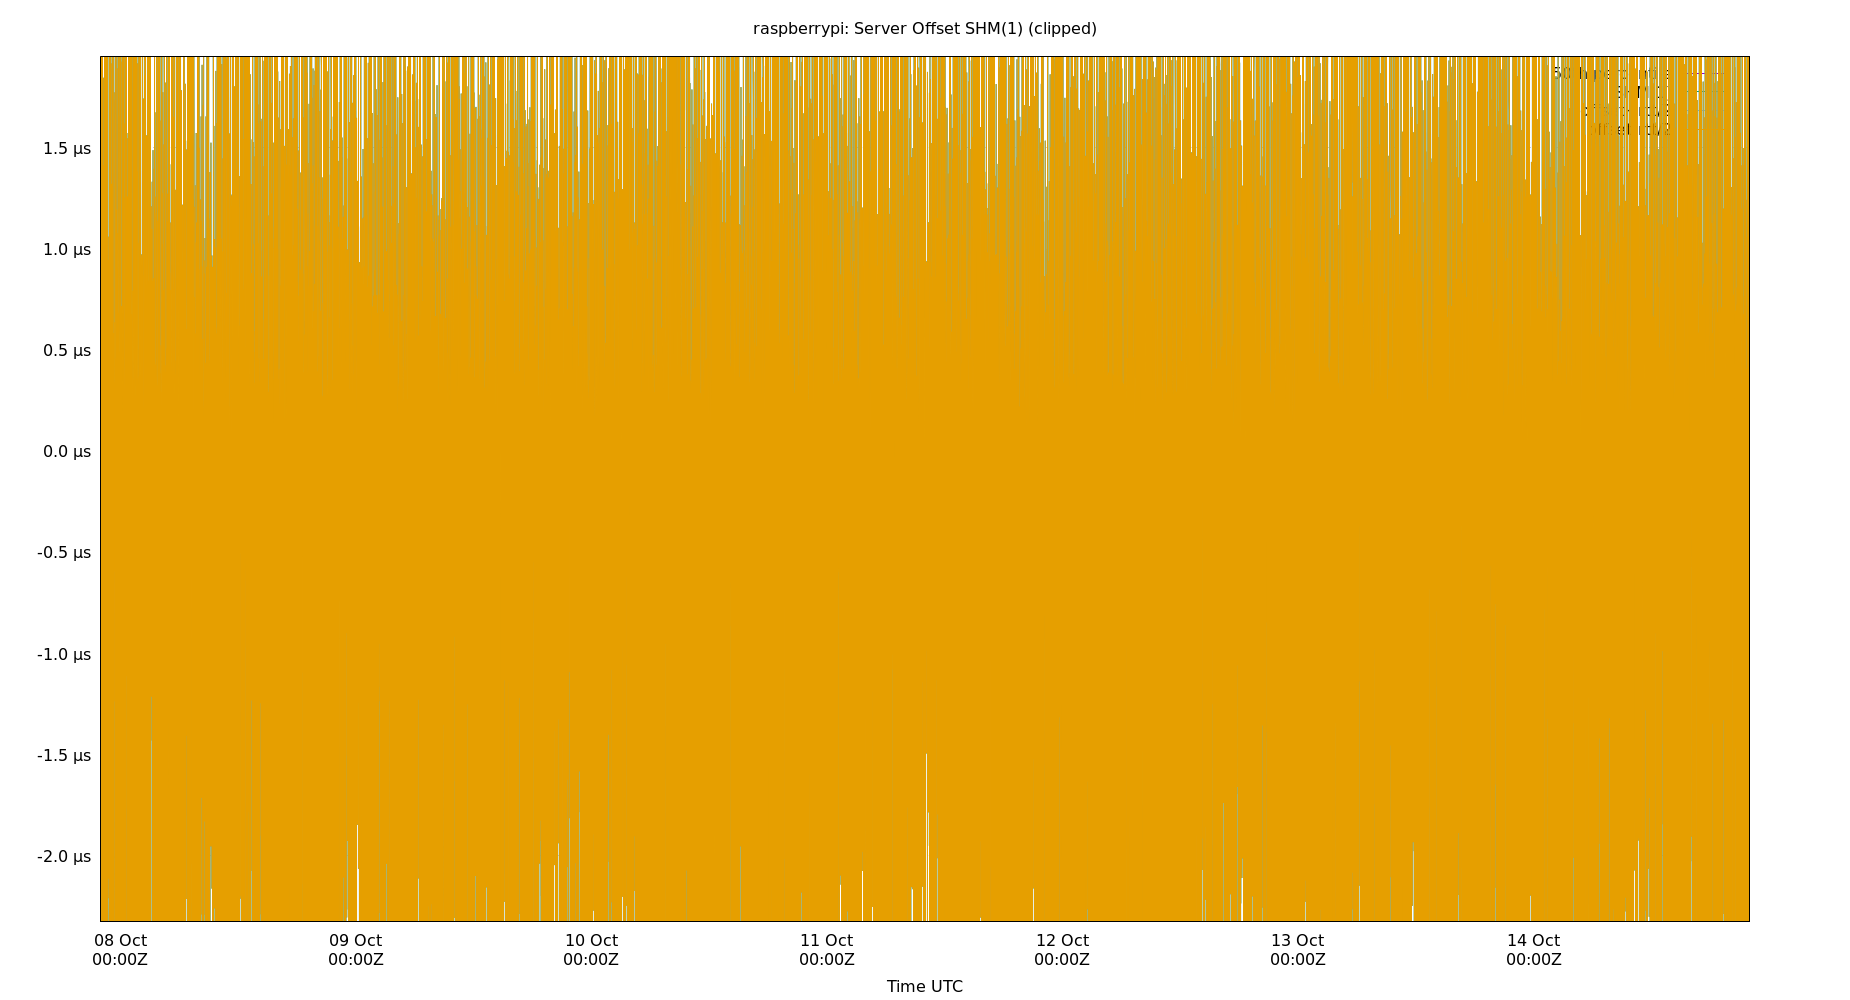 raspberrypi: Server Offset SHM(1) (clipped)
1.5 µs
1.0 µs
0.5 µs
0.0 µs
-0.5 µs
-1.0 µs
-1.5 µs
-2.0 µs
08 Oct 09 Oct 10 Oct 11 Oct 12 Oct 13 Oct 14 Oct
00:00Z 00:00Z 00:00Z 00:00Z 00:00Z 00:00Z 00:00Z
Time UTC